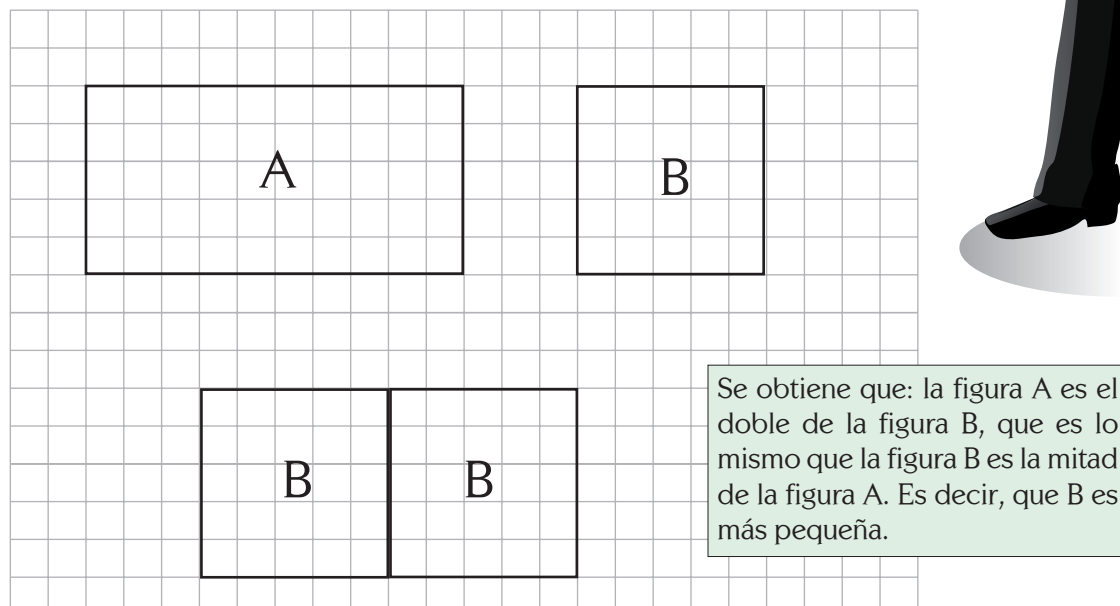 A
B
B
B
Se obtiene que: la figura A es el
doble de la figura B, que es lo
mismo que la figura B es la mitad
de la figura A. Es decir, que B es
más pequeña.